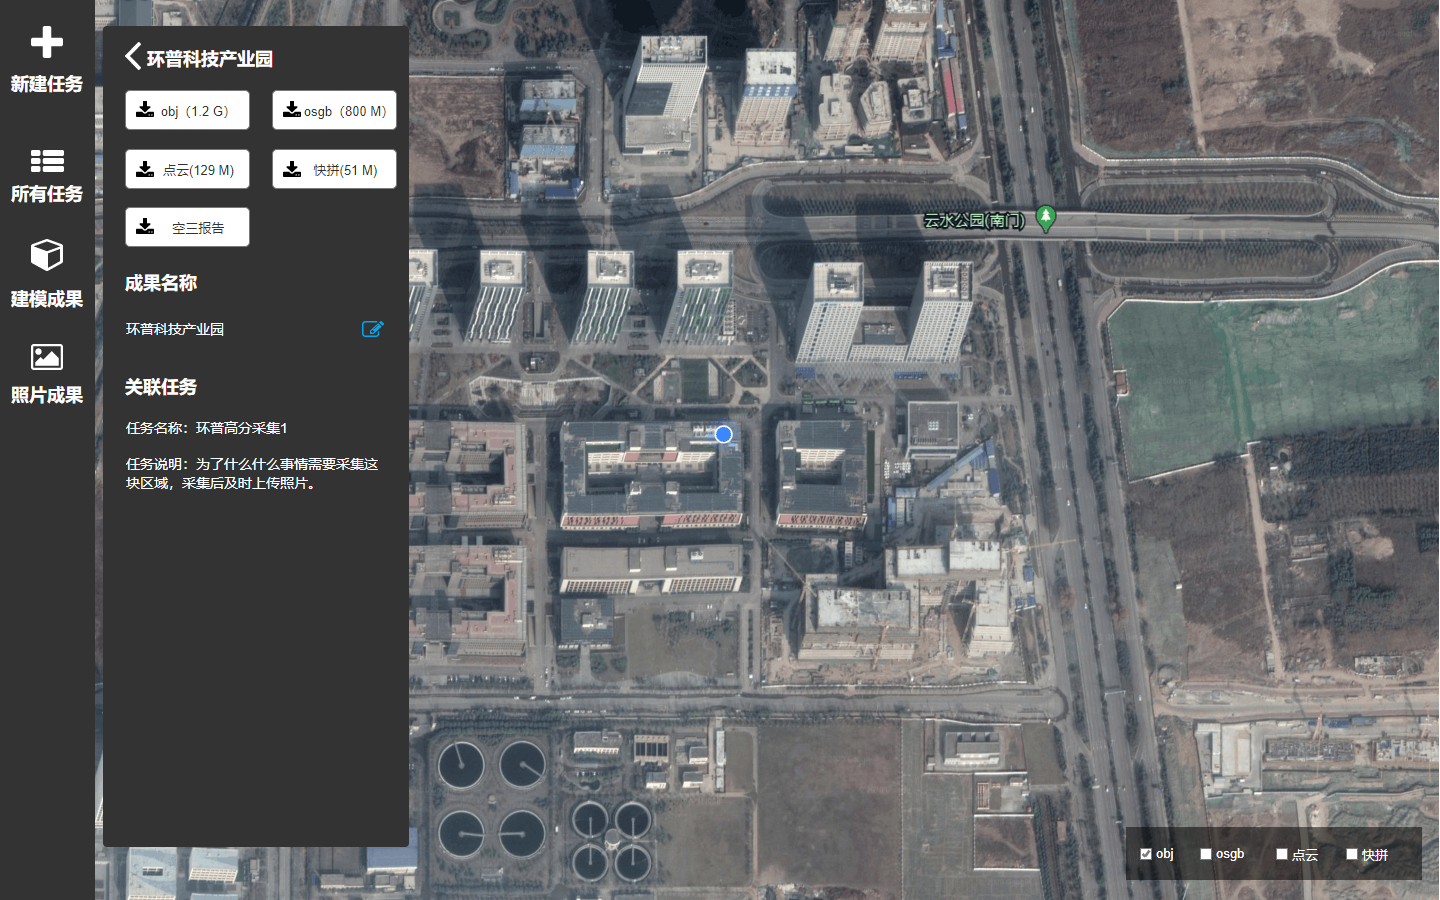 新建任务
所有任务
建模成果
照片成果
环普科技产业园
obj（1.2 G）
osgb（800 M）
点云(129 M)
快拼(51 M)
空三报告
成果名称
环普科技产业园
关联任务
任务名称：环普高分采集1
任务说明：为了什么什么事情需要采集这
块区域，采集后及时上传照片。
云水公园(南门)
obj
osgb
点云
快拼